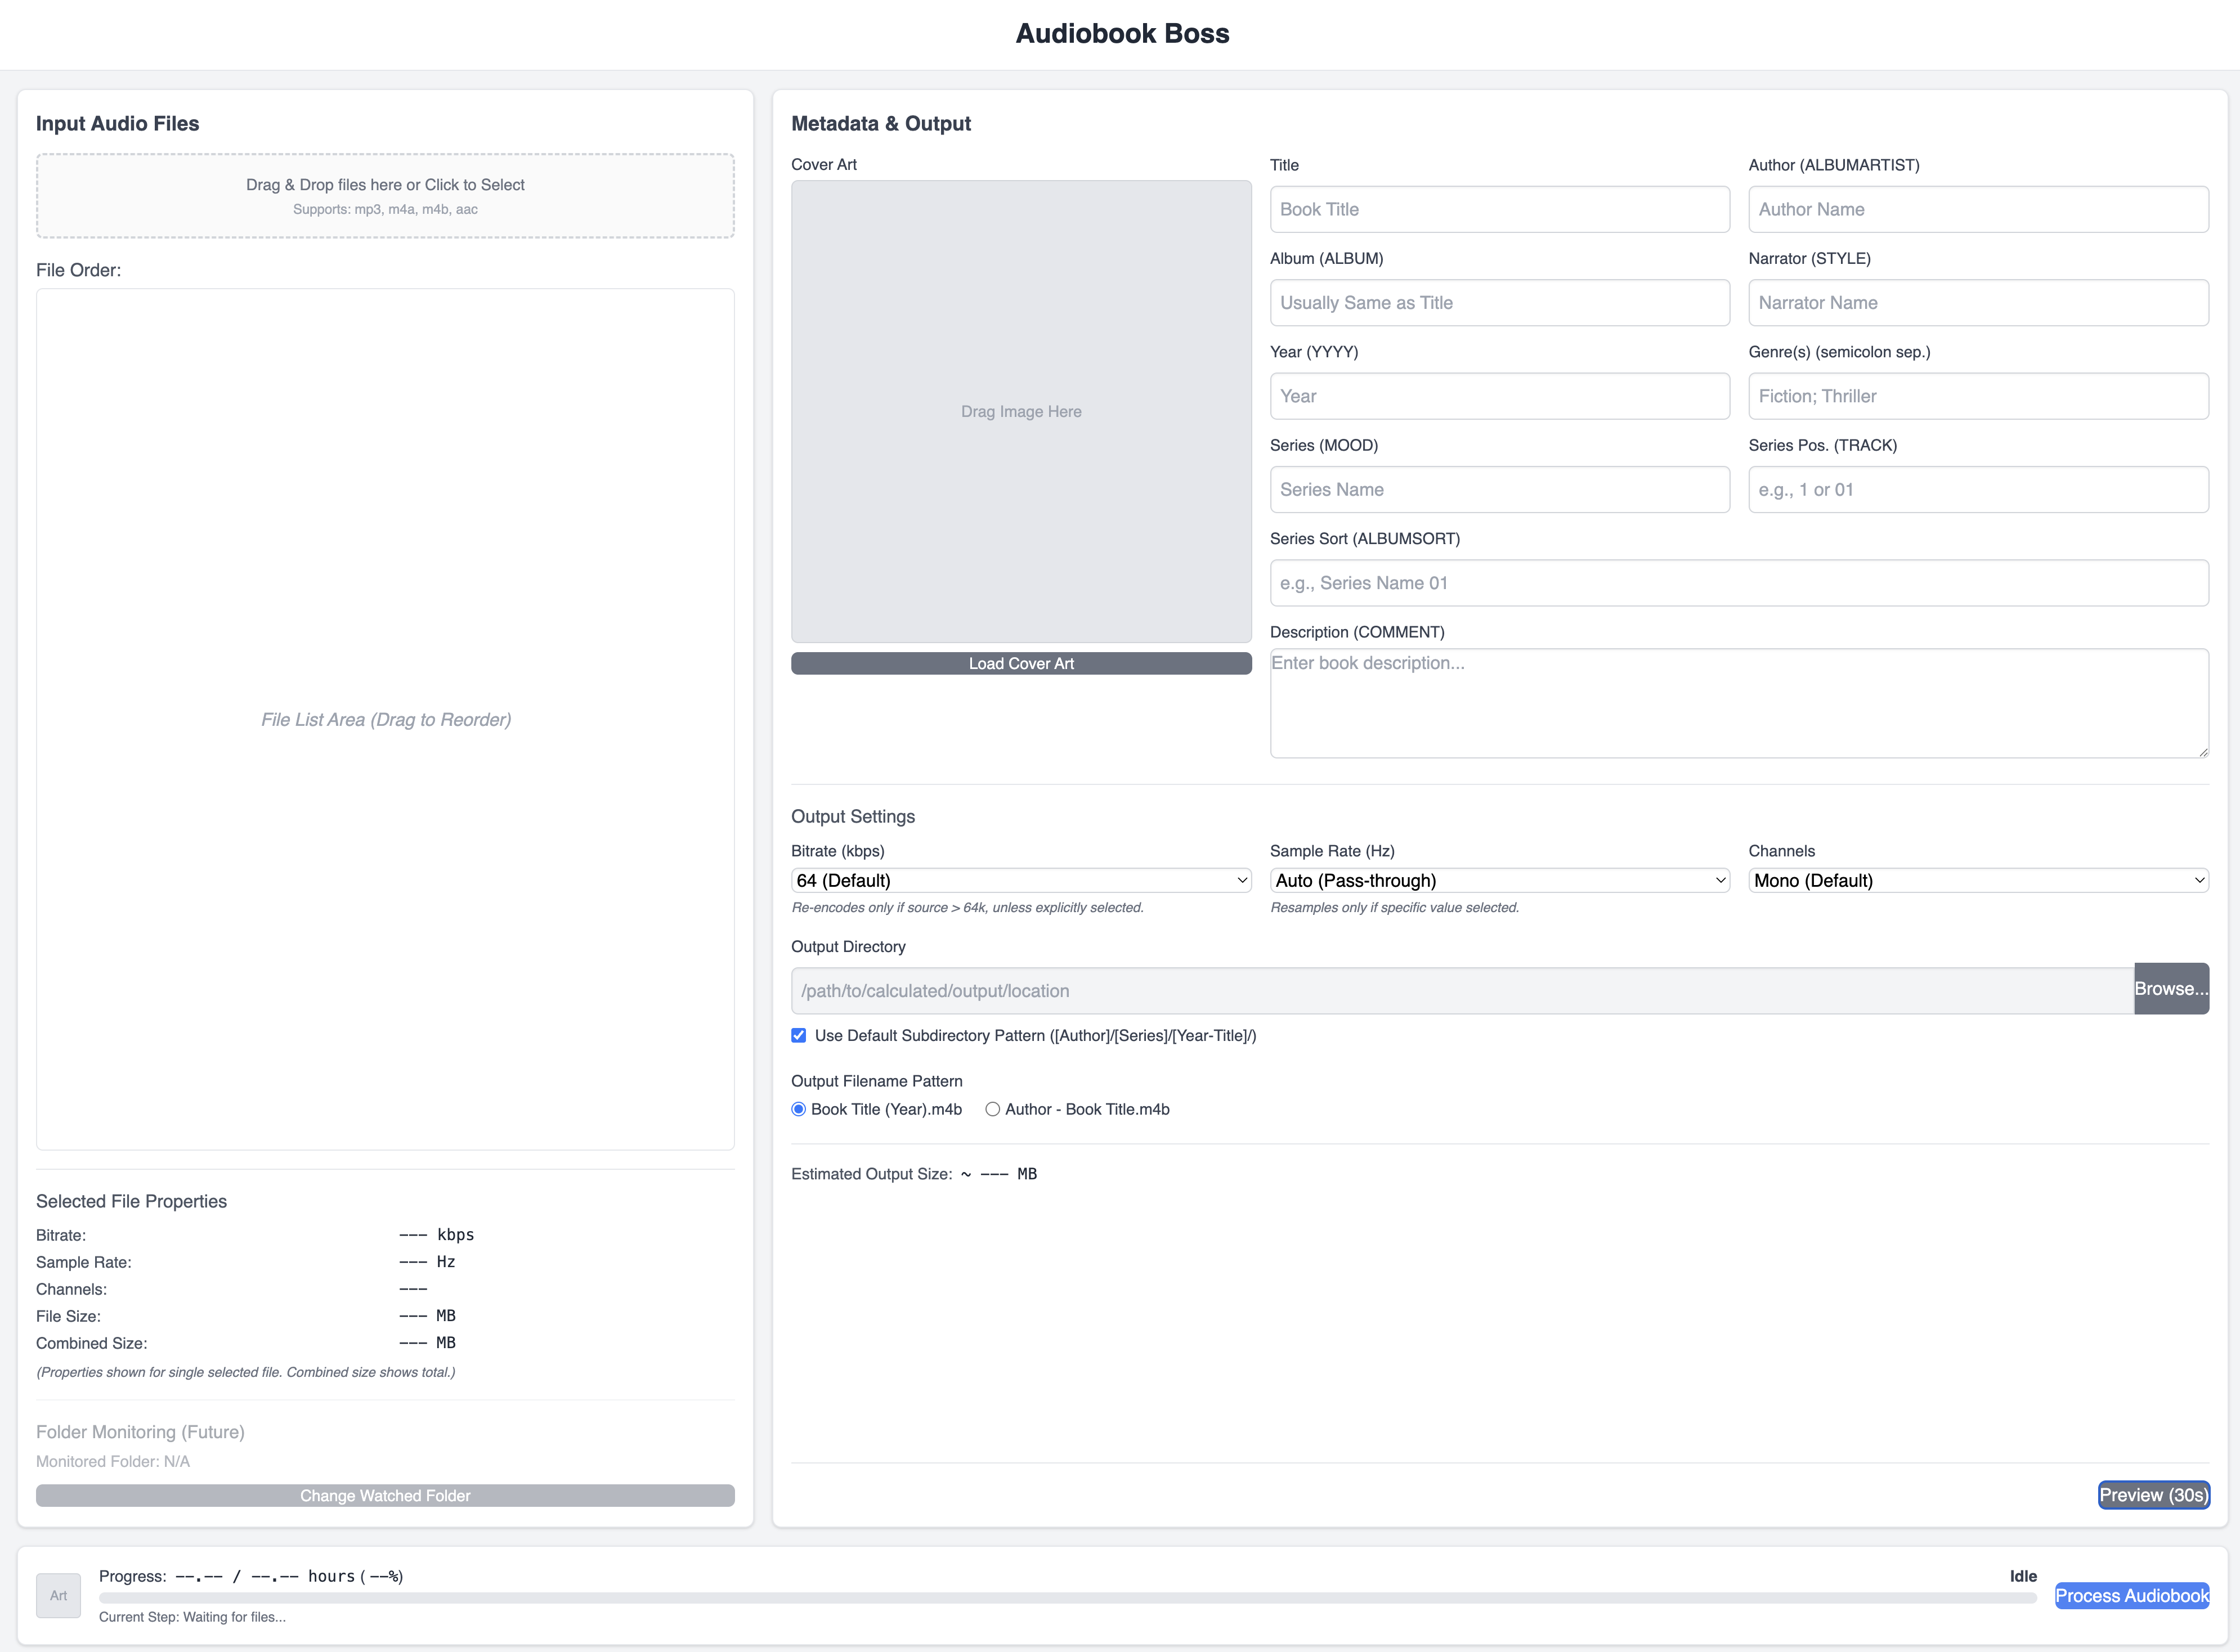 Audiobook Boss
Input Audio Files
Drag & Drop files here or Click to Select
Supports: mp3, m4a, m4b, aac
File Order:
File List Area (Drag to Reorder)
Selected File Properties
Bitrate: --- kbps
Sample Rate: --- Hz
Channels: ---
File Size: --- MB
Combined Size: --- MB
(Properties shown for single selected file. Combined size shows total.)
Folder Monitoring (Future)
Monitored Folder: N/A
Change Watched Folder
Metadata & Output
Cover Art
Drag Image Here
Load Cover Art
Title
Book Title
Author (ALBUMARTIST)
Author Name
Album (ALBUM)
Usually Same as Title
Narrator (STYLE)
Narrator Name
Year (YYYY)
Year
Genre(s) (semicolon sep.)
Fiction; Thriller
Series (MOOD)
Series Name
Series Pos. (TRACK)
e.g., 1 or 01
Series Sort (ALBUMSORT)
e.g., Series Name 01
Description (COMMENT)
Enter book description...
Output Settings
Bitrate (kbps)
64 (Default)
Re-encodes only if source > 64k, unless explicitly selected.
Sample Rate (Hz)
Auto (Pass-through)
Resamples only if specific value selected.
Channels
Mono (Default)
Output Directory
/path/to/calculated/output/location
Browse...
Use Default Subdirectory Pattern ([Author]/[Series]/[Year-Title]/)
Output Filename Pattern
Book Title (Year).m4b
Author - Book Title.m4b
Estimated Output Size: ~ --- MB
Preview (30s)
Art
Progress: --.-- / --.-- hours (--%)
Idle
Current Step: Waiting for files...
Process Audiobook